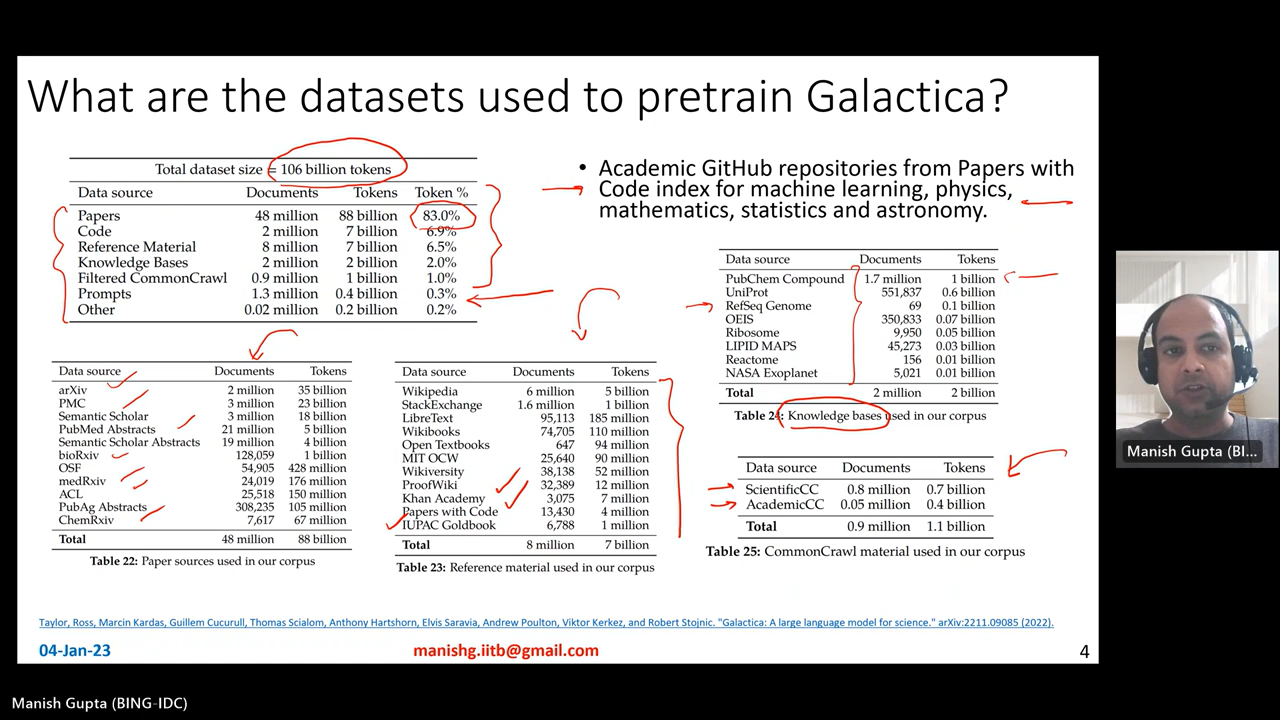 What are the datasets used to pretrain Galactica?
Total dataset size = 106 billion tokens
Data source Documents Tokens Token %
Papers 48 million 88 billion 83.0%
Code 2 million 7 billion 6.9%
Reference Material 8 million 7 billion 6.5%
Knowledge Bases 2 million 2 billion 2.0%
Filtered CommonCrawl 0.9 million 1 billion 1.0%
Prompts 1.3 million 0.4 billion 0.3%
Other 0.02 million 0.2 billion 0.2%
• Academic GitHub repositories from Papers with
Code index for machine learning, physics,
mathematics, statistics and astronomy.
Data source Documents Tokens
arXiv 2 million 35 billion
PMC 3 million 23 billion
Semantic Scholar 3 million 18 billion
PubMed Abstracts 21 million 5 billion
Semantic Scholar Abstracts 19 million 4 billion
bioRxiv 128,059 1 billion
OSF 54,905 428 million
medRxiv 24,019 176 million
ACL 25,518 150 million
PubAg Abstracts 308,235 105 million
ChemRxiv 7,617 67 million
Total 48 million 88 billion
Table 22: Paper sources used in our corpus
Data source Documents Tokens
Wikipedia 6 million 5 billion
StackExchange 1.6 million 1 billion
LibreText 95,113 185 million
Wikibooks 74,705 110 million
Open Textbooks 647 94 million
MIT OCW 25,640 90 million
Wikiversity 38,138 52 million
ProofWiki 32,389 12 million
Khan Academy 3,075 7 million
Papers with Code 13,430 4 million
IUPAC Goldbook 6,788 1 million
Total 8 million 7 billion
Table 23: Reference material used in our corpus
Data source Documents Tokens
PubChem Compound 1.7 million 1 billion
UniProt 551,837 0.6 billion
RefSeq Genome 69 0.1 billion
OEIS 350,833 0.07 billion
Ribosome 9,950 0.05 billion
LIPID MAPS 45,273 0.03 billion
Reactome 156 0.01 billion
NASA Exoplanet 5,021 0.01 billion
Total 2 million 2 billion
Table 24: Knowledge bases used in our corpus
Data source Documents Tokens
ScientificCC 0.8 million 0.7 billion
AcademicCC 0.05 million 0.4 billion
Total 0.9 million 1.1 billion
Table 25: CommonCrawl material used in our corpus
Taylor, Ross, Marcin Kardas, Guillem Cucurull, Thomas Scialom, Anthony Hartshorn, Elvis Saravia, Andrew Poulton, Viktor Kerkez, and Robert Stojnic. "Galactica: A large language model for science." arXiv:2211.09085 (2022).
04-Jan-23 manishg.iitb@gmail.com 4
Manish Gupta (BI...
Manish Gupta (BING-IDC)